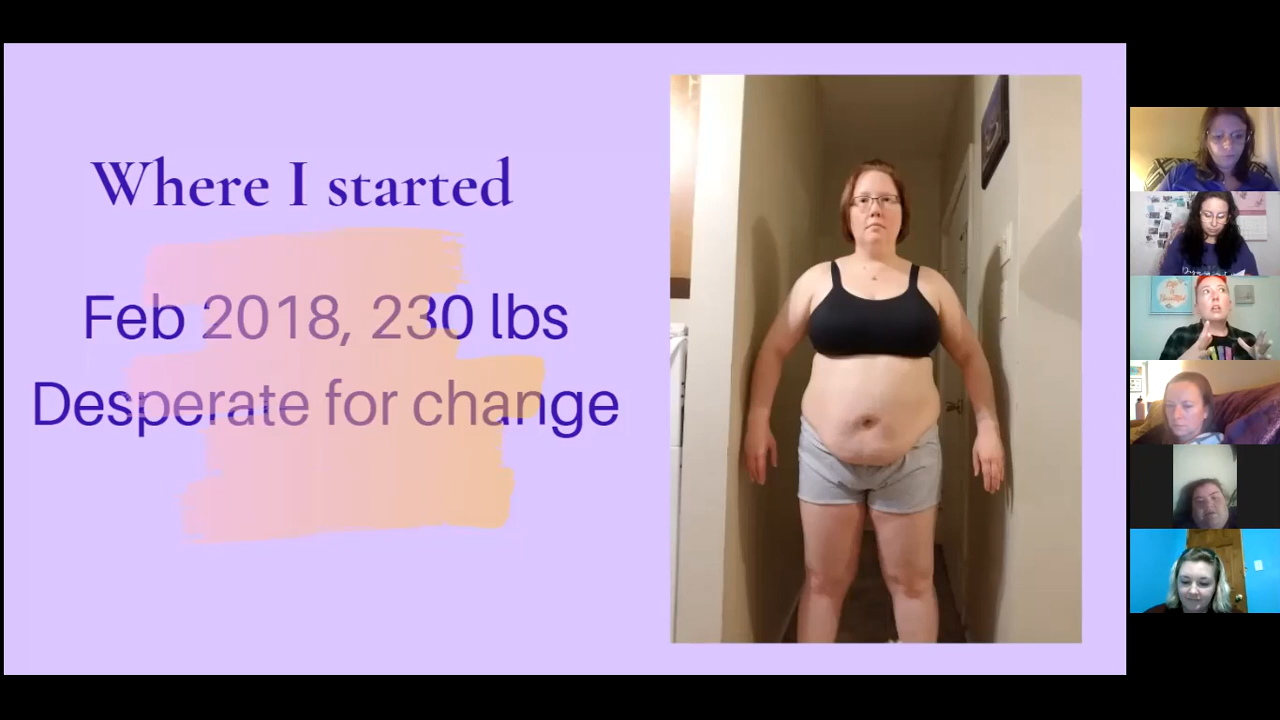 Where I started
Feb 2018, 230 lbs
Desperate for change